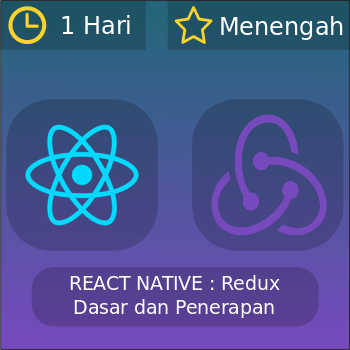 1 Hari
Menengah
REACT NATIVE : Redux
Dasar dan Penerapan